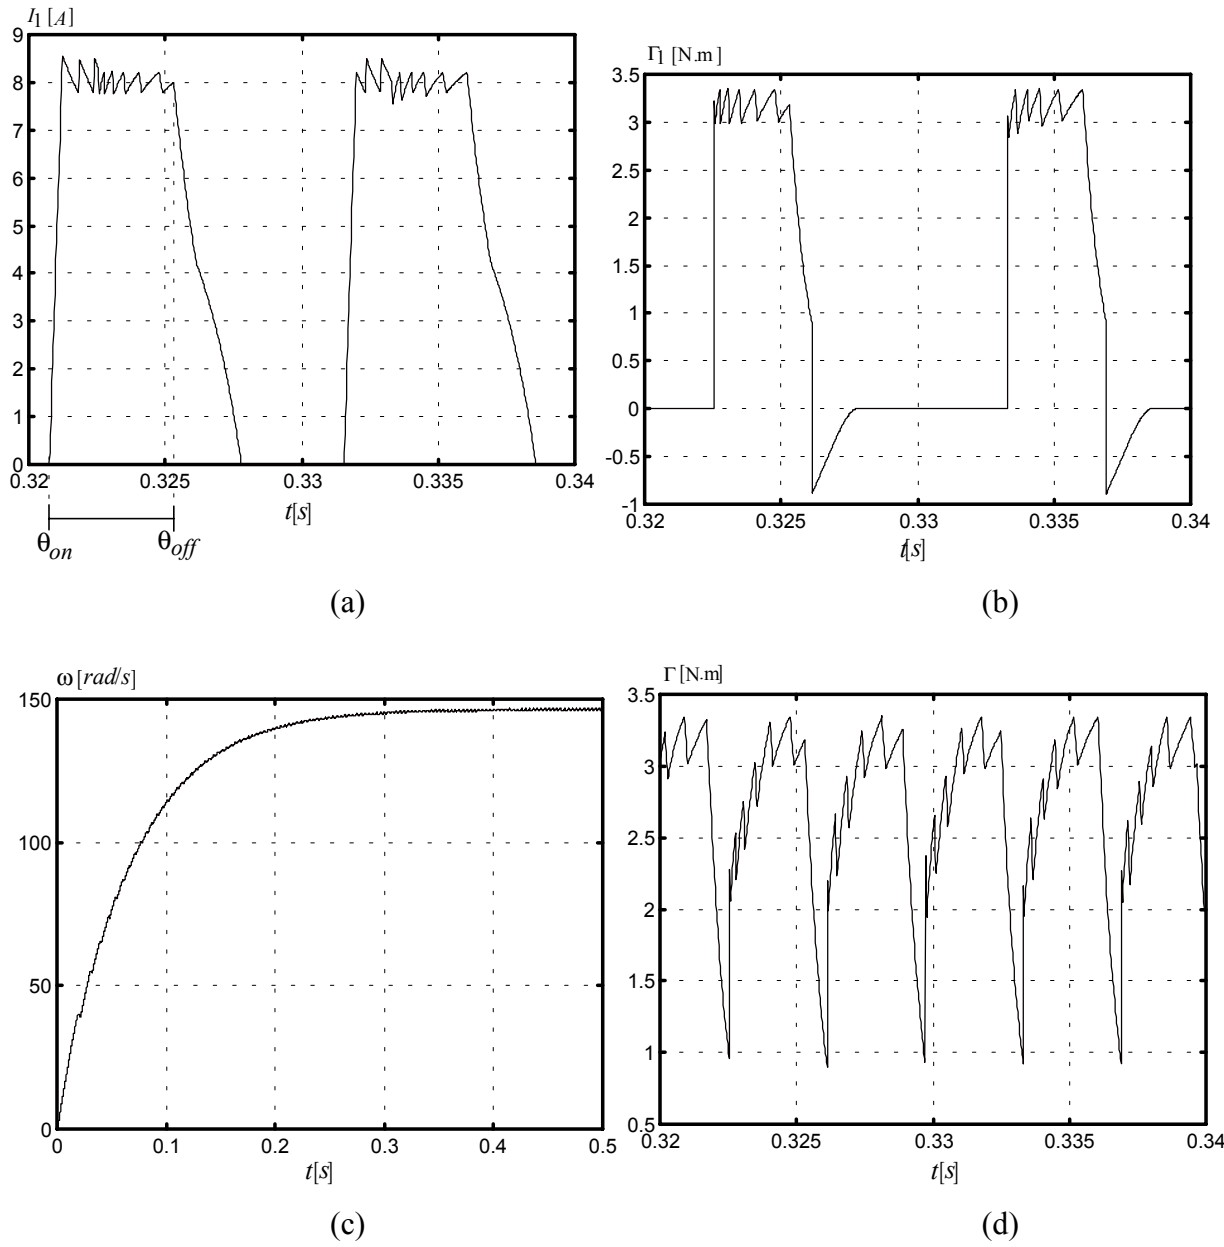 I1 [A]
9
8
7
6
5
4
3
2
1
0
0.32 0.325 0.33 0.335 0.34
t[s]
θon θoff
(a)
Γ1 [N.m]
3.5
3
2.5
2
1.5
1
0.5
0
-0.5
-1
0.32 0.325 0.33 0.335 0.34
t[s]
(b)
ω [rad/s]
150
100
50
0
0 0.1 0.2 0.3 0.4 0.5
t[s]
(c)
Γ [N.m]
3.5
3
2.5
2
1.5
1
0.5
0.32 0.325 0.33 0.335 0.34
t[s]
(d)